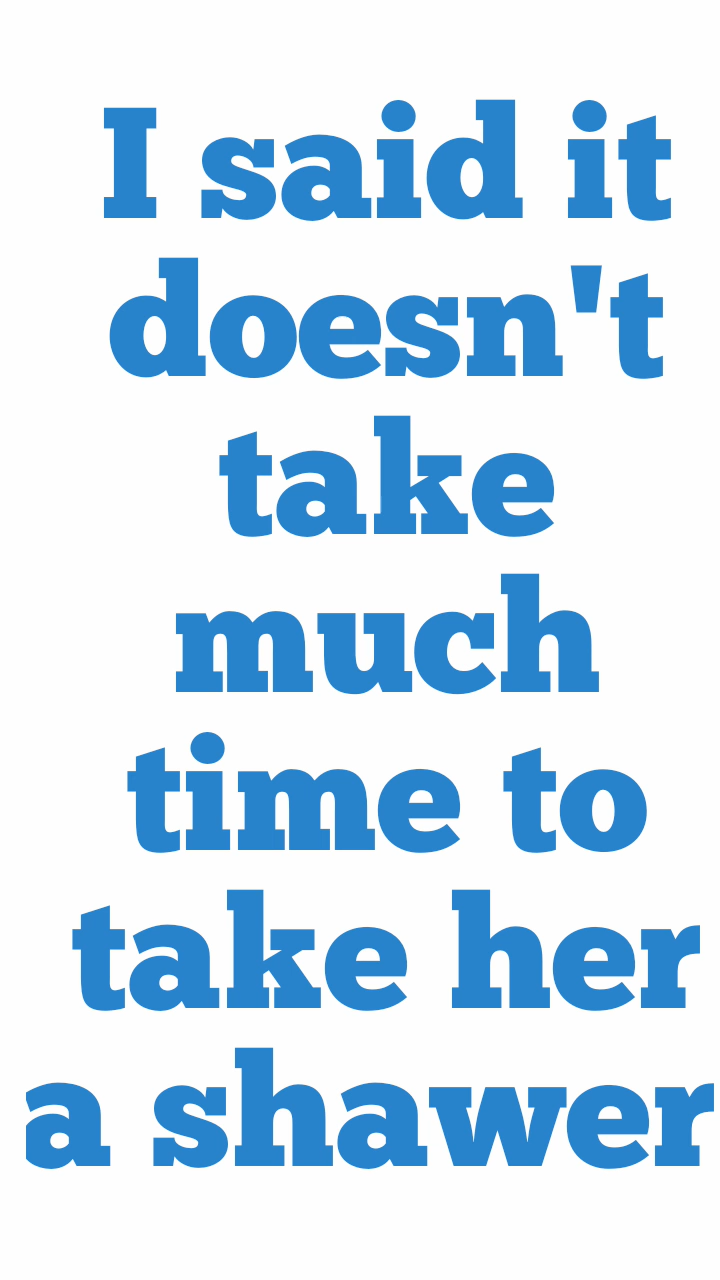 I said it
doesn't
take
much
time to
take her
a shawer